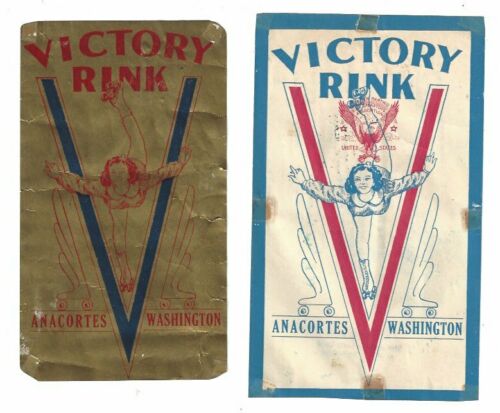 VICTORY
RINK
ANACORTES WASHINGTON
VICTORY
RINK
UNITED STATES
ANACORTES WASHINGTON